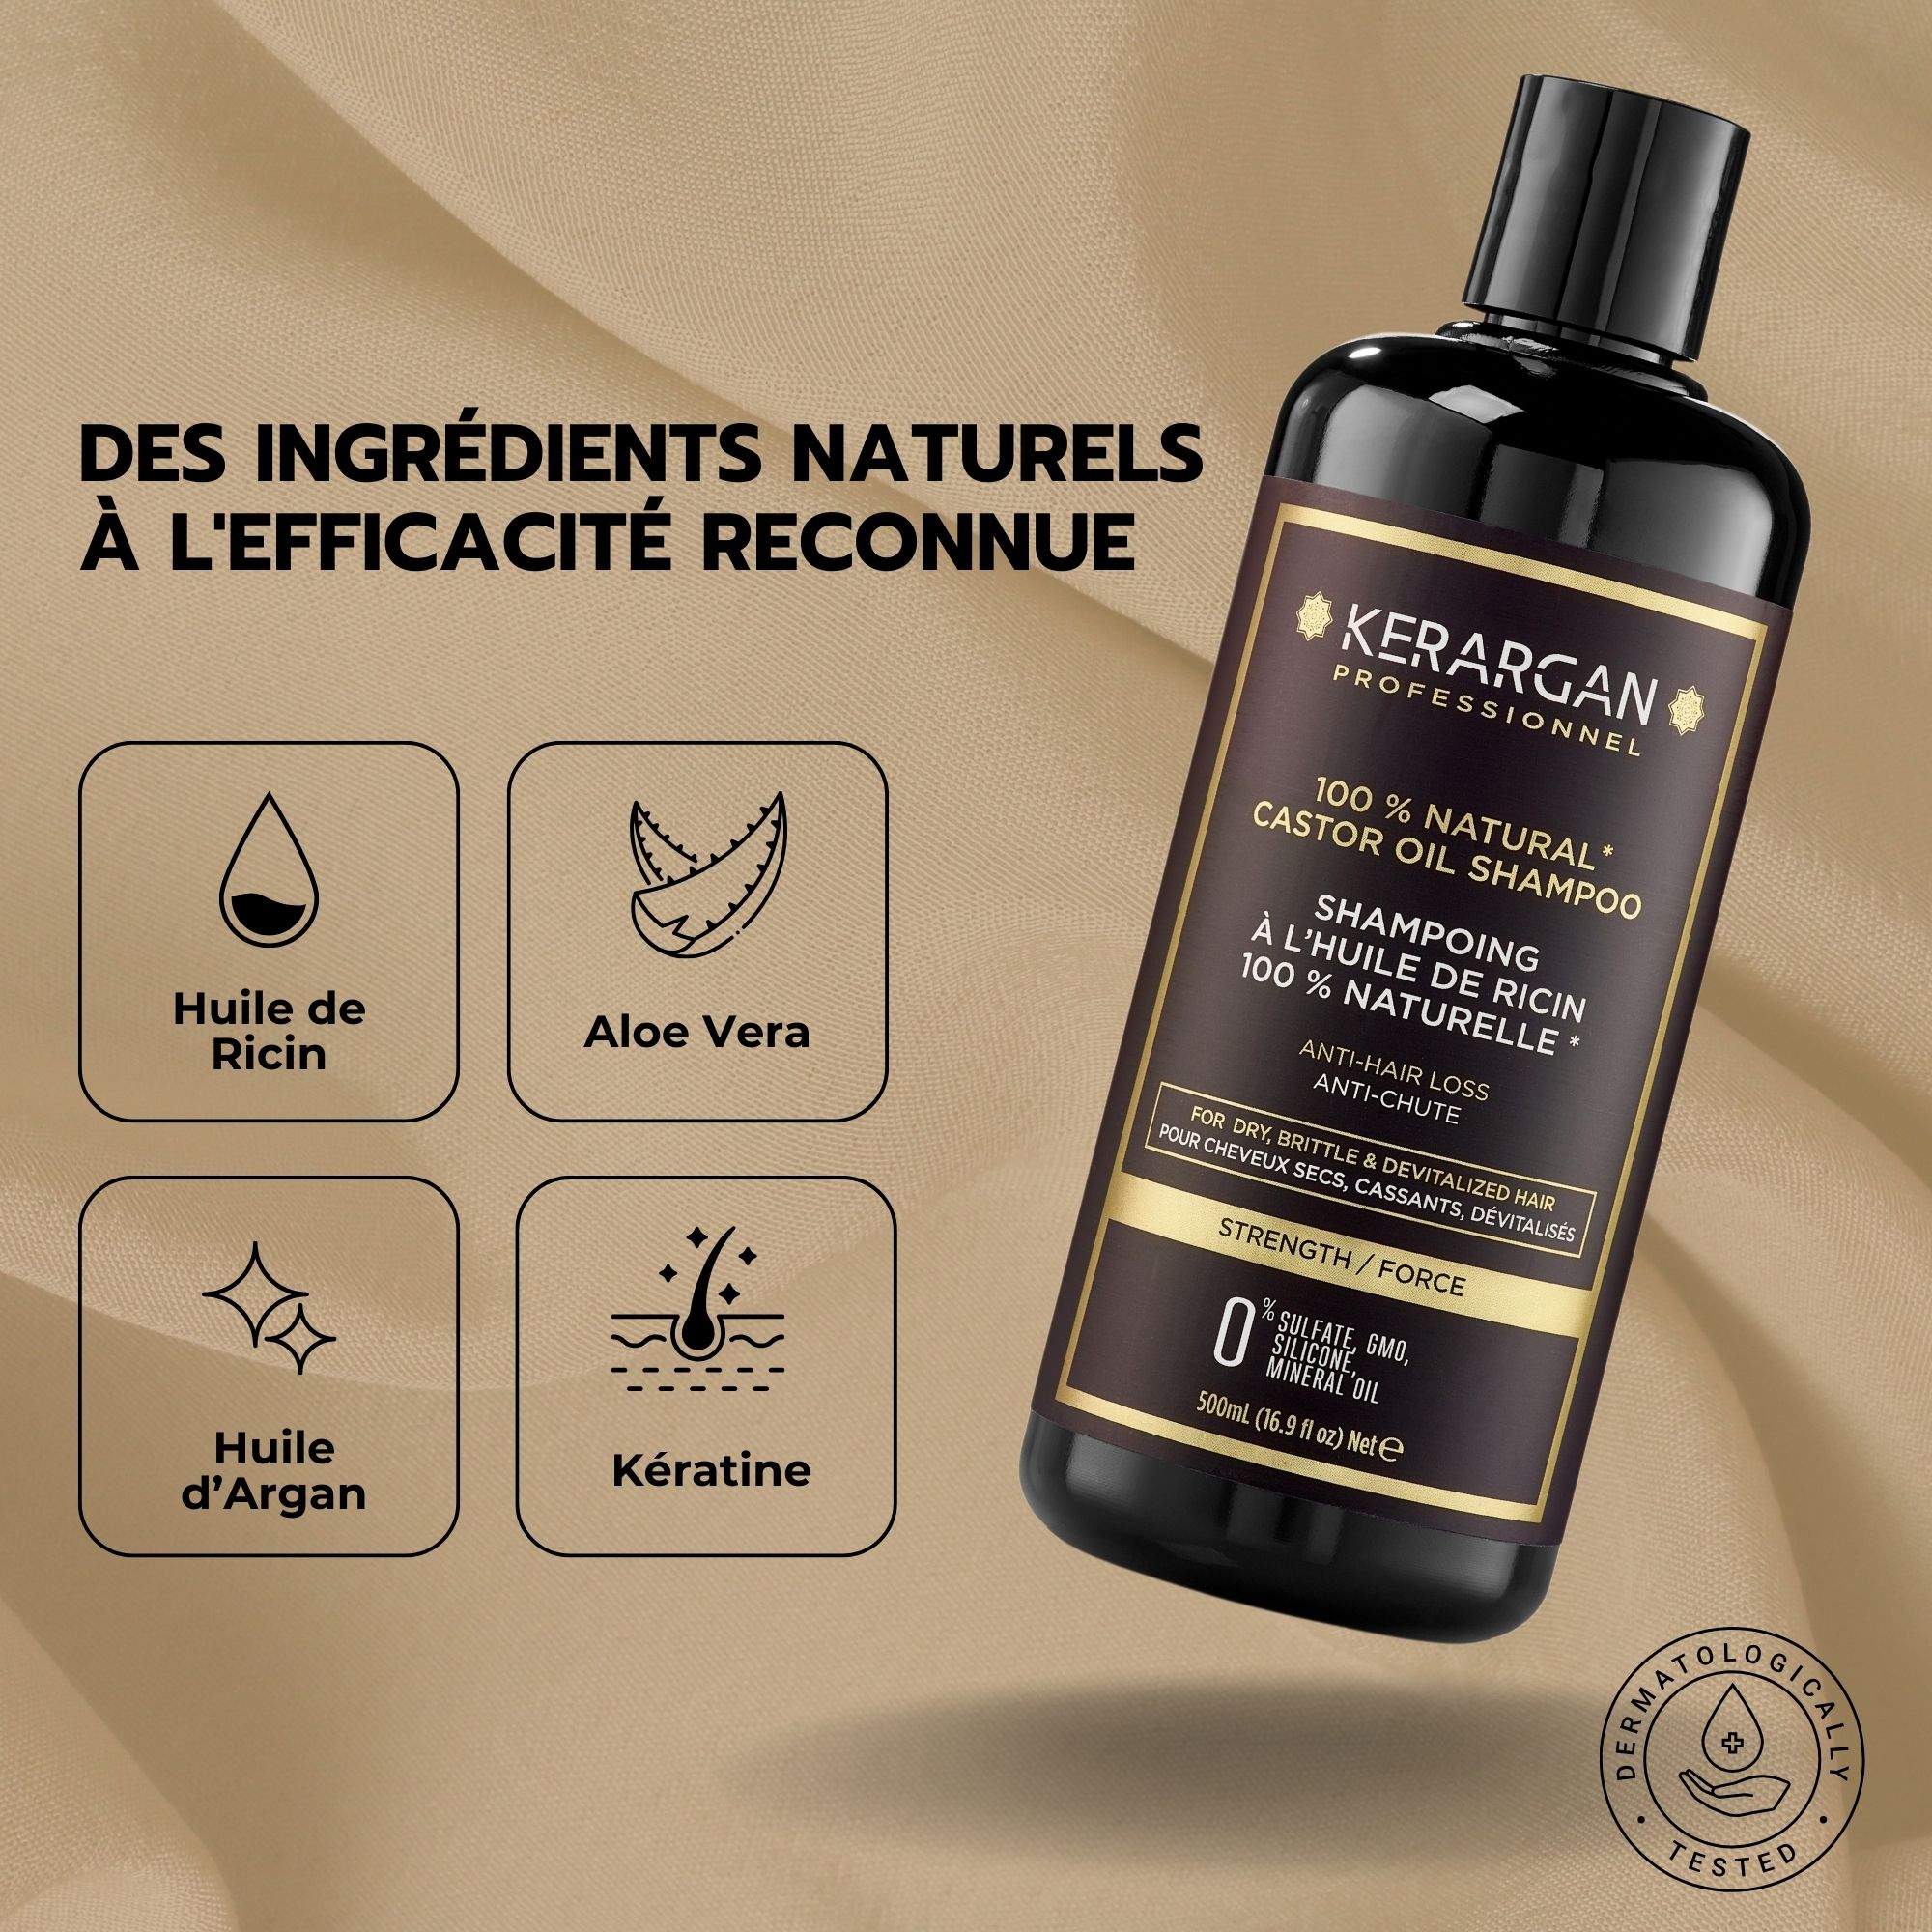 DES INGRÉDIENTS NATURELS
À L'EFFICACITÉ RECONNUE
Huile de
Ricin
Aloe Vera
Huile
d’Argan
Kératine
KERARGAN
PROFESSIONNEL
100 % NATURAL*
CASTOR OIL SHAMPOO
SHAMPOING
À L’HUILE DE RICIN
100 % NATURELLE *
ANTI-HAIR LOSS
ANTI-CHUTE
FOR DRY, BRITTLE & DEVITALIZED HAIR
POUR CHEVEUX SECS, CASSANTS, DÉVITALISÉS
STRENGTH / FORCE
0% SULFATE, GMO,
SILICONE,
MINERAL OIL
500mL (16.9 fl oz) Net ℮
DERMATOLOGICALLY
TESTED